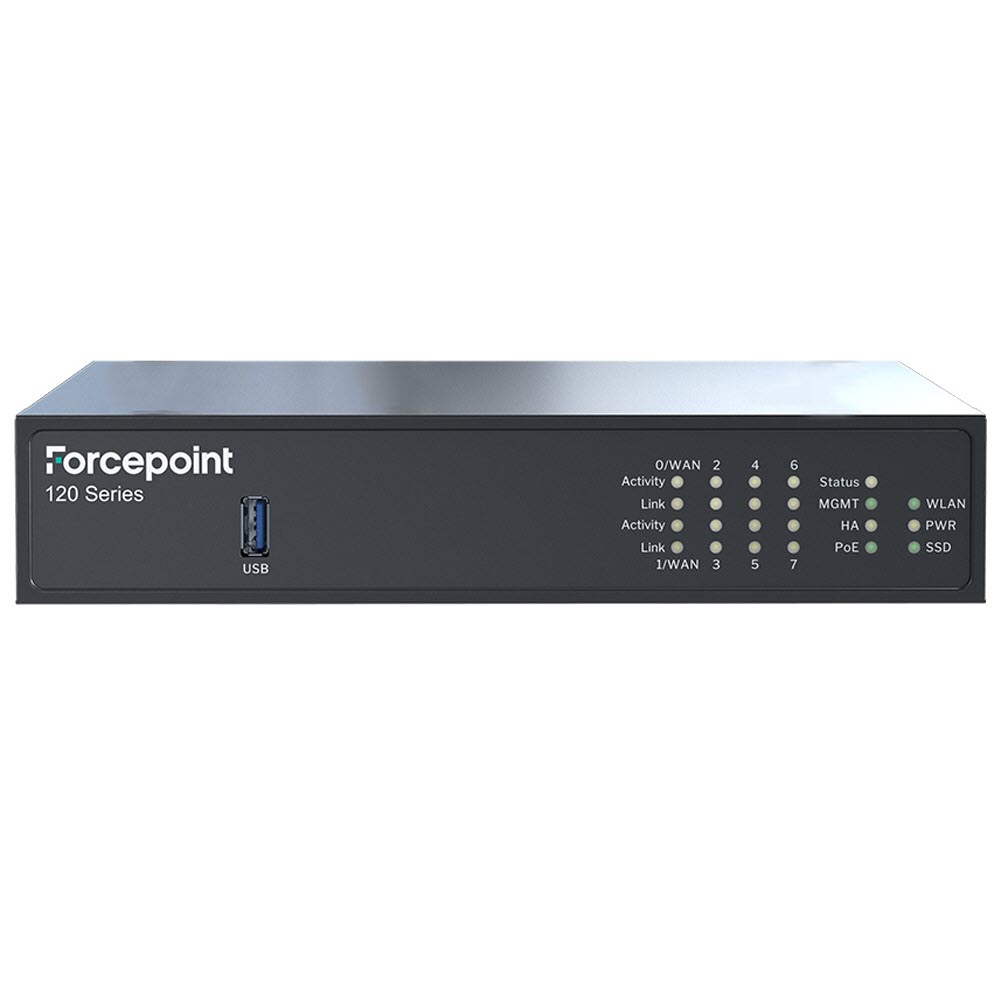 Forcepoint
120 Series
USB
0/WAN 2 4 6
Activity
Link
Activity
Link
1/WAN 3 5 7
Status
MGMT WLAN
HA PWR
PoE SSD